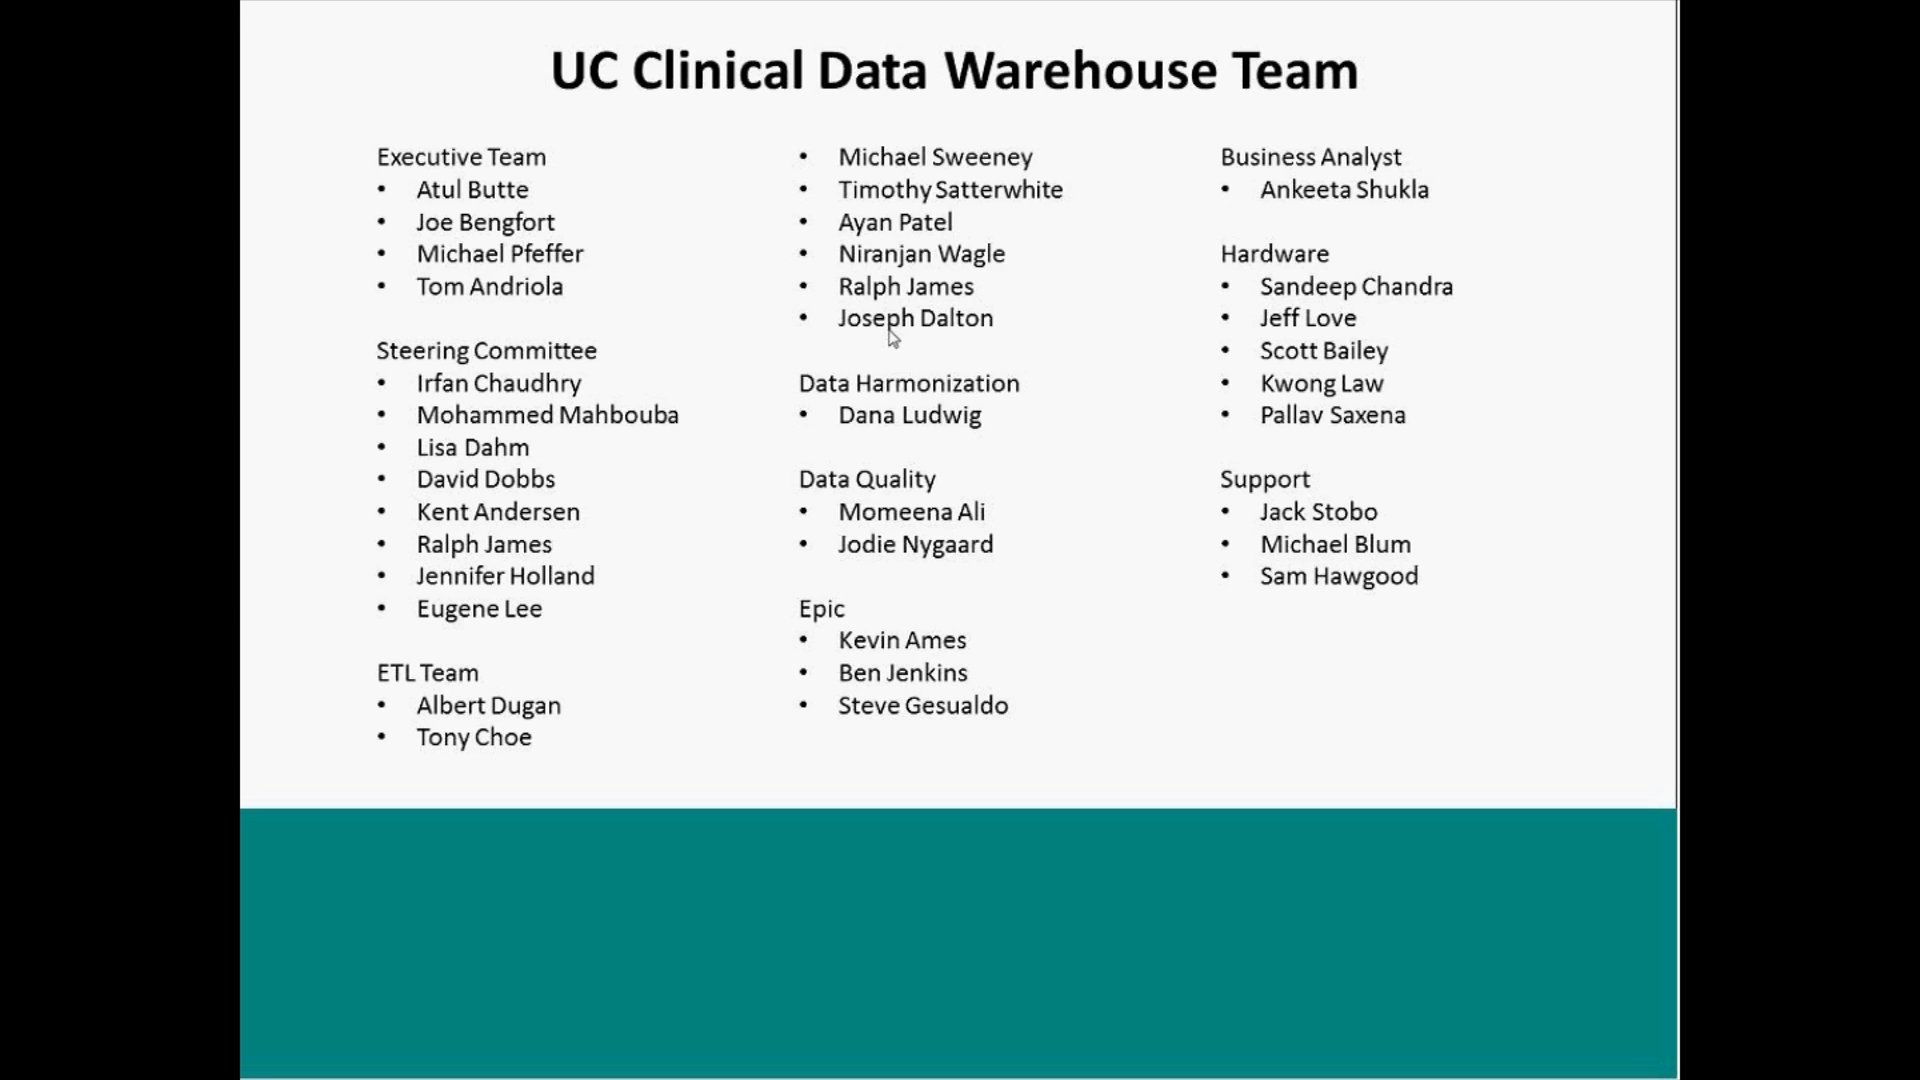 UC Clinical Data Warehouse Team
Executive Team
• Atul Butte
• Joe Bengfort
• Michael Pfeffer
• Tom Andriola
Steering Committee
• Irfan Chaudhry
• Mohammed Mahbouba
• Lisa Dahm
• David Dobbs
• Kent Andersen
• Ralph James
• Jennifer Holland
• Eugene Lee
ETL Team
• Albert Dugan
• Tony Choe
• Michael Sweeney
• Timothy Satterwhite
• Ayan Patel
• Niranjan Wagle
• Ralph James
• Joseph Dalton
Data Harmonization
• Dana Ludwig
Data Quality
• Momeena Ali
• Jodie Nygaard
Epic
• Kevin Ames
• Ben Jenkins
• Steve Gesualdo
Business Analyst
• Ankeeta Shukla
Hardware
• Sandeep Chandra
• Jeff Love
• Scott Bailey
• Kwong Law
• Pallav Saxena
Support
• Jack Stobo
• Michael Blum
• Sam Hawgood